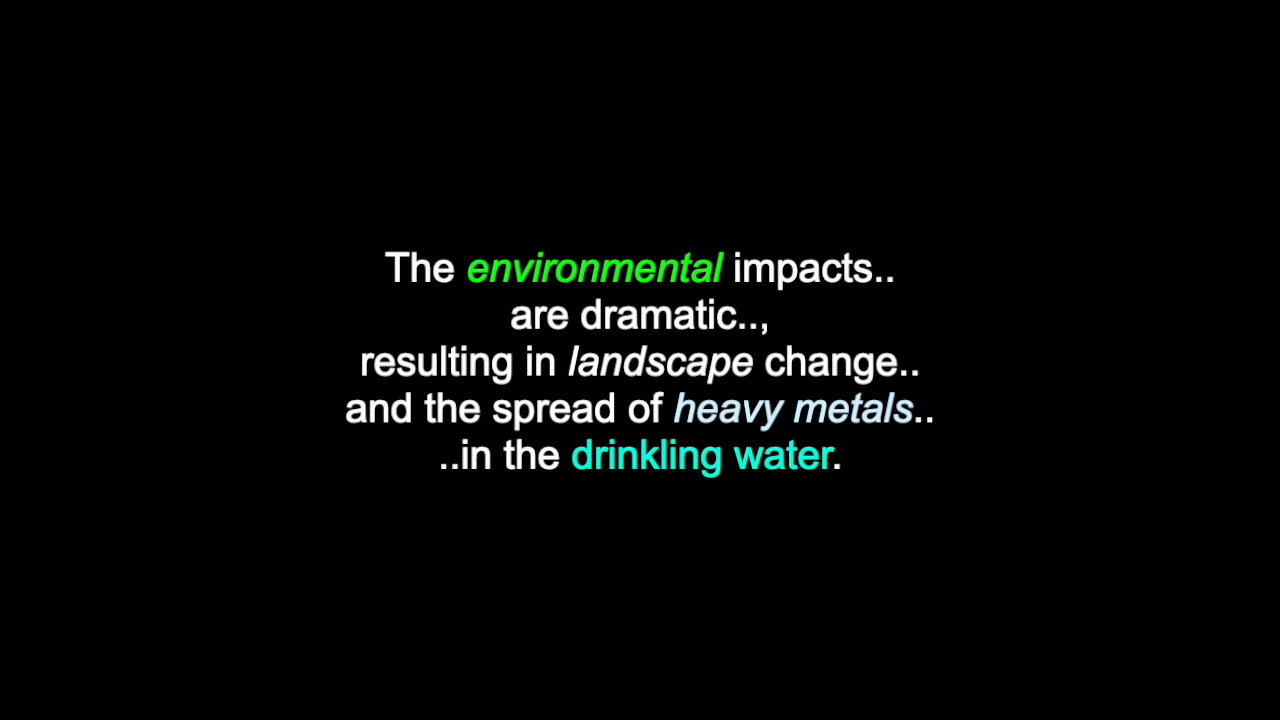 The environmental impacts..
are dramatic..,
resulting in landscape change..
and the spread of heavy metals..
..in the drinkling water.